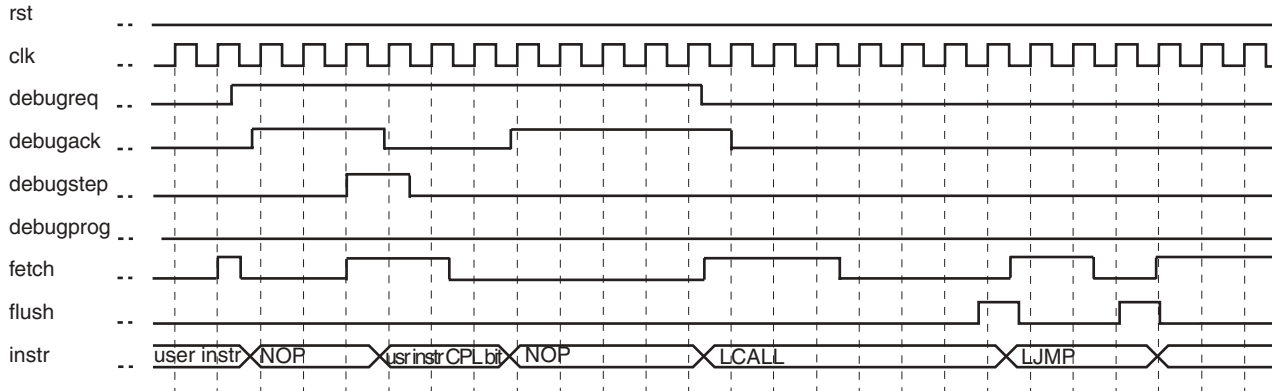 rst
clk
debugreq
debugack
debugstep
debugprog
fetch
flush
instr user instr NOP usr instr CPL bit NOP LCALL LJMP